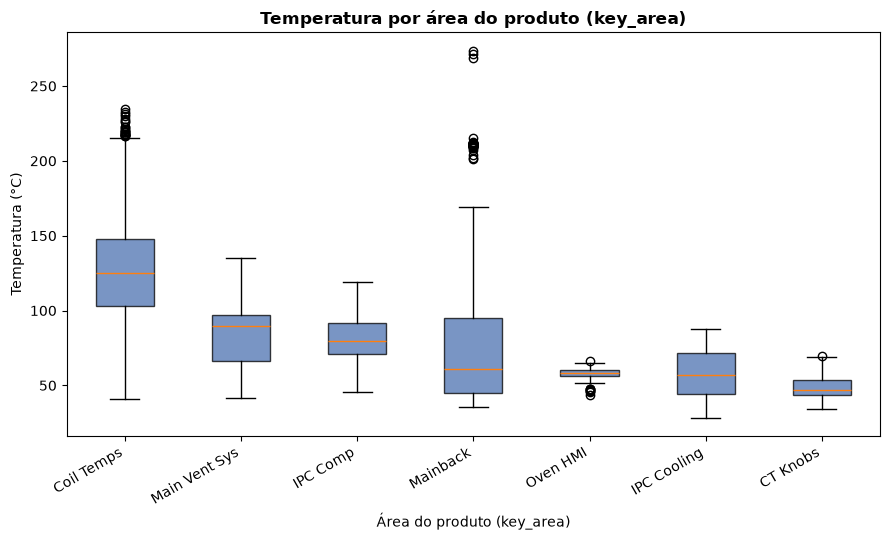 Temperatura por área do produto (key_area)
Temperatura (°C)
250
200
150
100
50
Coil Temps
Main Vent Sys
IPC Comp
Mainback
Oven HMI
IPC Cooling
CT Knobs
Área do produto (key_area)